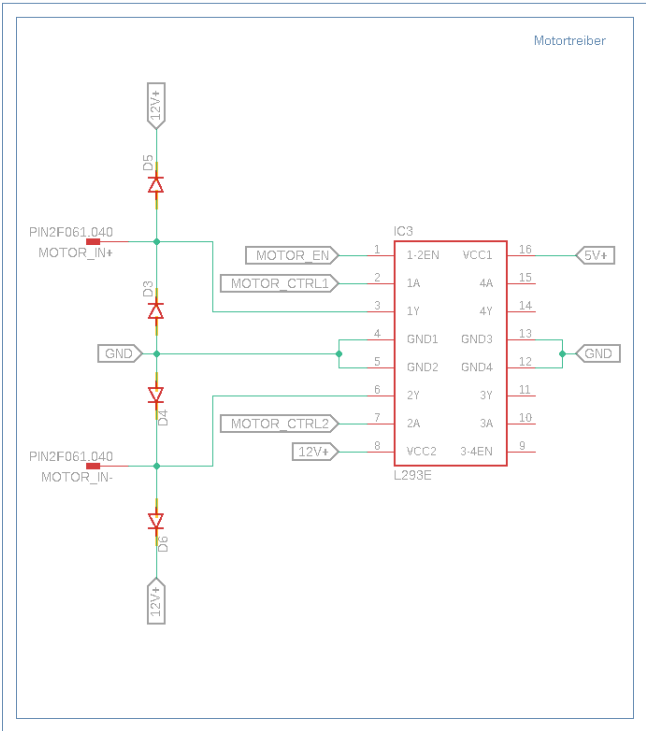 Motortreiber
12V+
D5
PIN2F061.040
MOTOR_IN+
D3
GND
D4
PIN2F061.040
MOTOR_IN-
D6
12V+
IC3
MOTOR_EN 1 1-2EN VCC1 16 5V+
MOTOR_CTRL1 2 1A 4A 15
3 1Y 4Y 14
4 GND1 GND3 13
GND
5 GND2 GND4 12
6 2Y 3Y 11
MOTOR_CTRL2 7 2A 3A 10
12V+ 8 VCC2 3-4EN 9
L293E